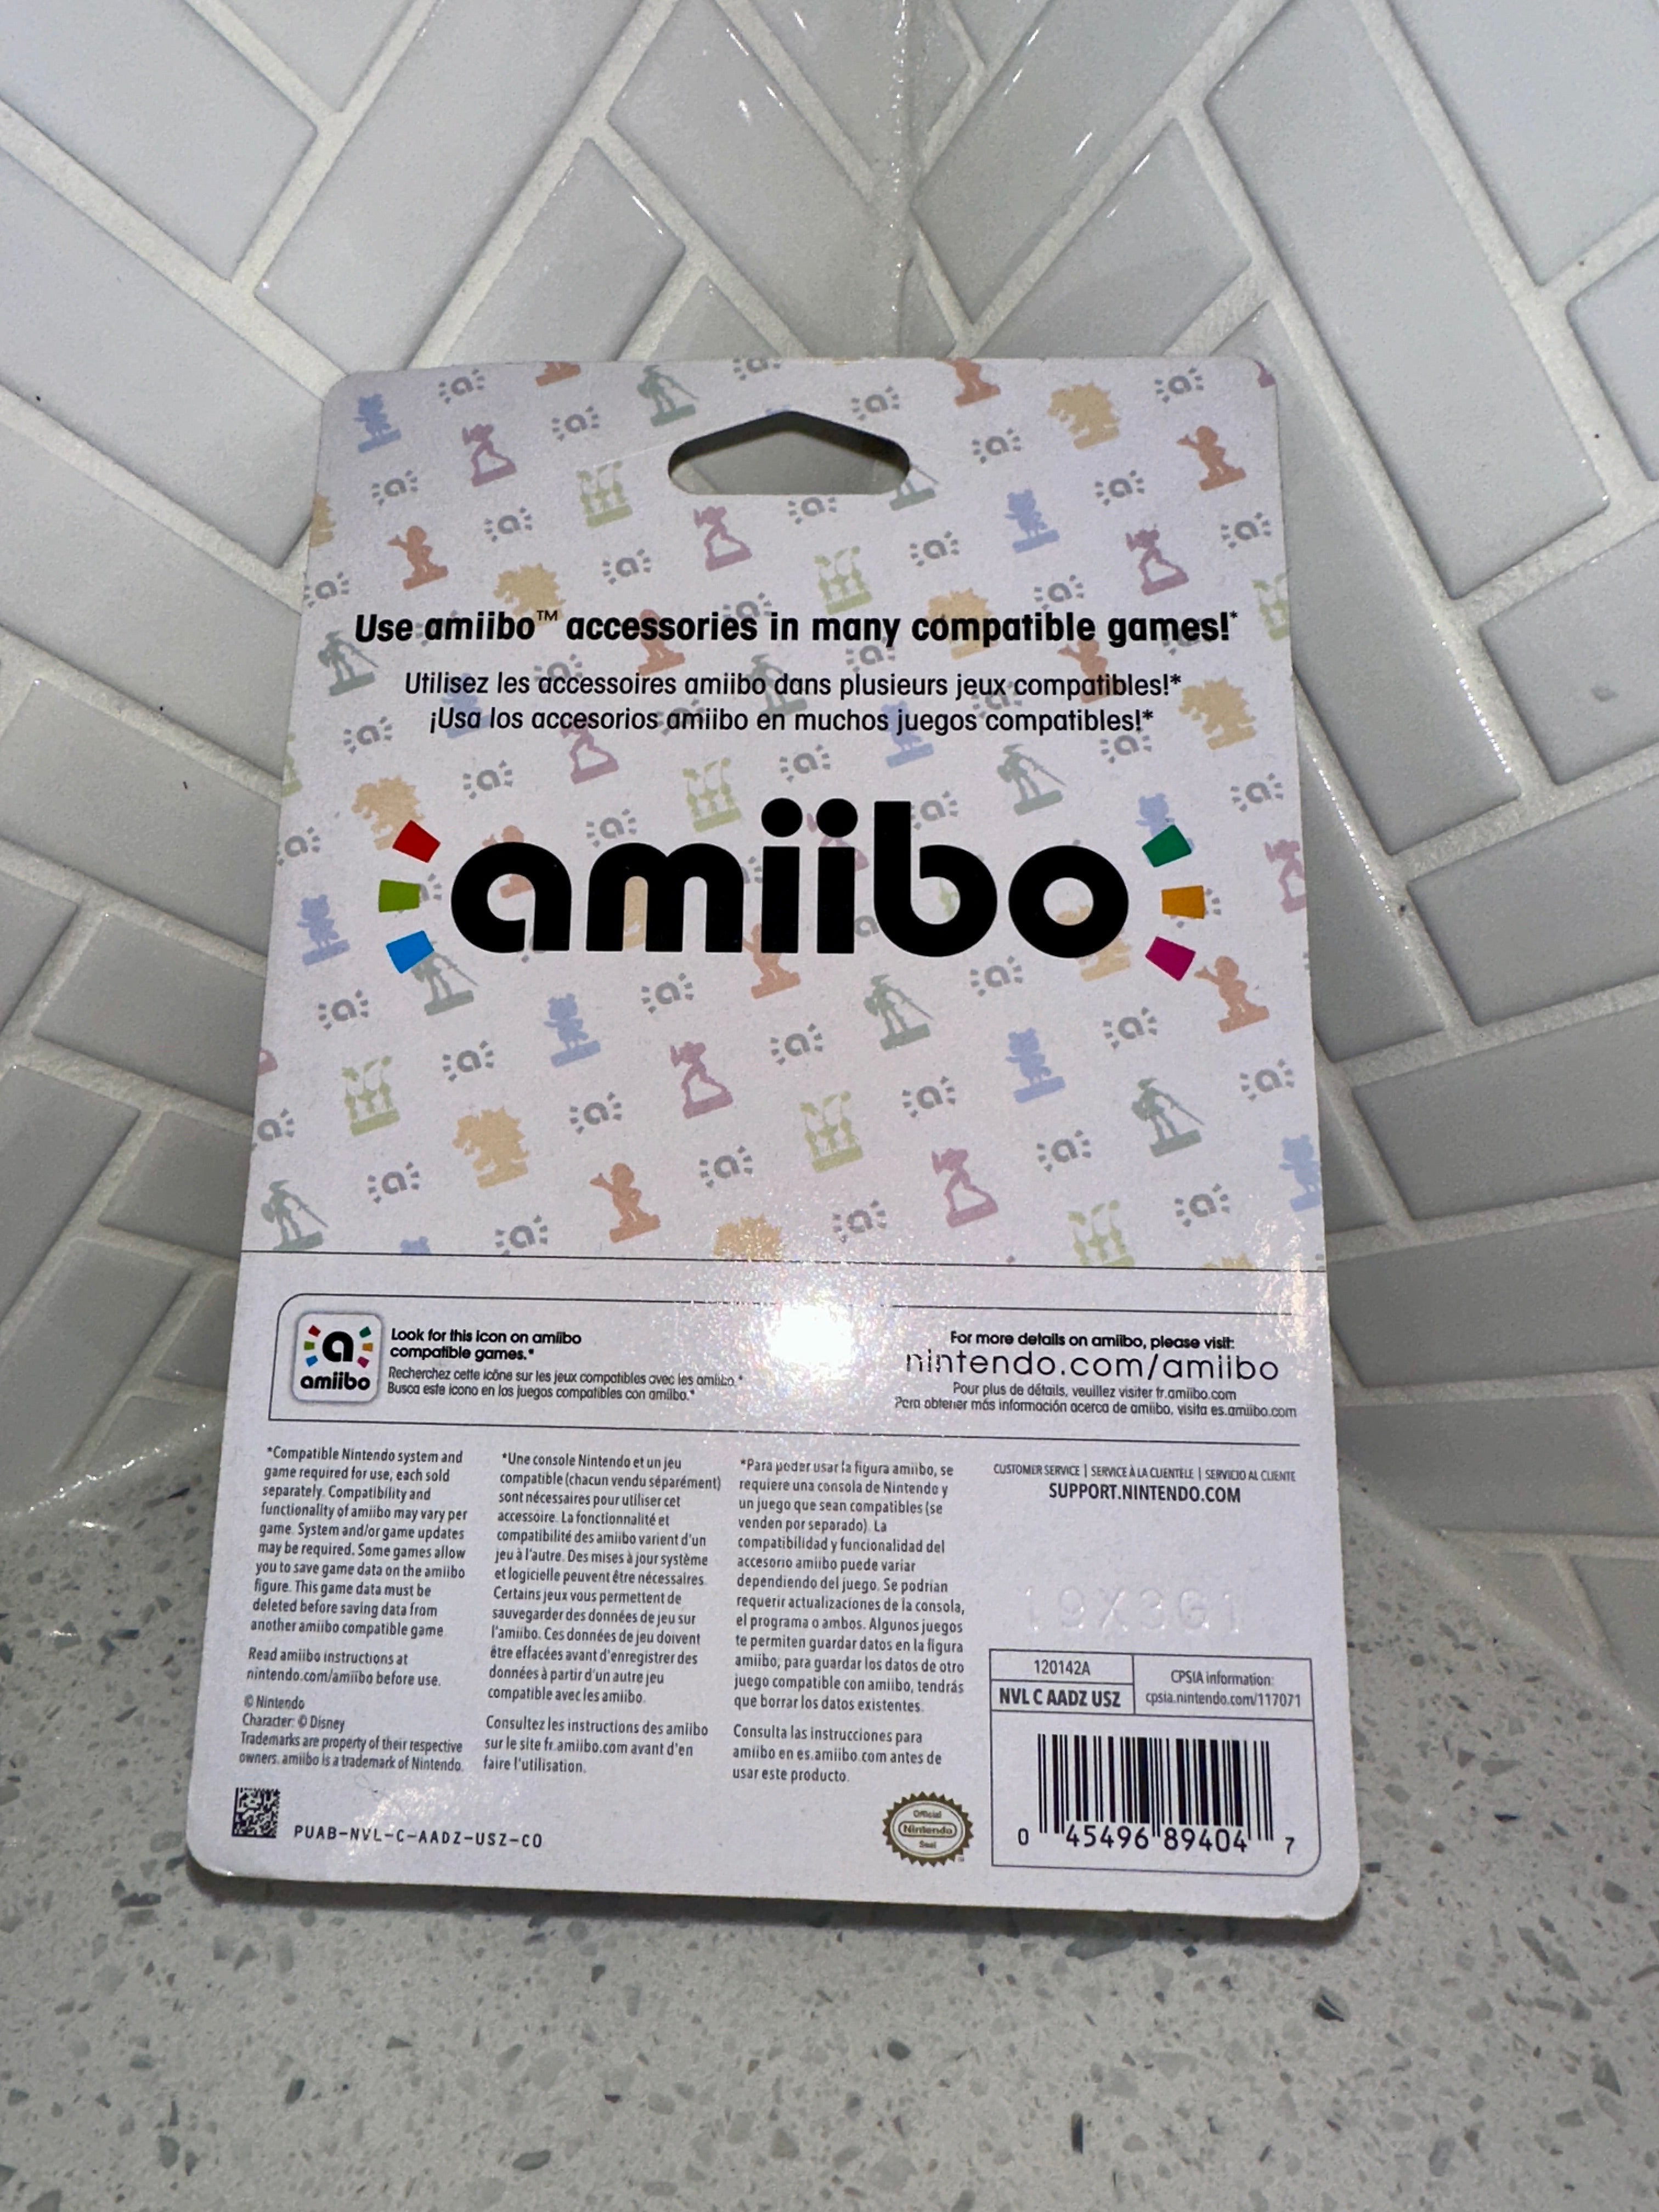 Use amiibo™ accessories in many compatible games!*
Utilisez les accessoires amiibo dans plusieurs jeux compatibles!*
¡Usa los accesorios amiibo en muchos juegos compatibles!*
amiibo
a
amiibo
Look for this icon on amiibo
compatible games.*
Recherchez cette icône sur les jeux compatibles avec les amiibo.*
Busca este icono en los juegos compatibles con amiibo.*
For more details on amiibo, please visit:
nintendo.com/amiibo
Pour plus de détails, veuillez visiter fr.amiibo.com
Para obtener más información acerca de amiibo, visita es.amiibo.com
*Compatible Nintendo system and
game required for use, each sold
separately. Compatibility and
functionality of amiibo may vary per
game. System and/or game updates
may be required. Some games allow
you to save game data on the amiibo
figure. This game data must be
deleted before saving data from
another amiibo compatible game.
Read amiibo instructions at
nintendo.com/amiibo before use.
© Nintendo
Character: © Disney
Trademarks are property of their respective
owners. amiibo is a trademark of Nintendo.
PUAB-NVL-C-AADZ-USZ-C0
*Une console Nintendo et un jeu
compatible (chacun vendu séparément)
sont nécessaires pour utiliser cet
accessoire. La fonctionnalité et
compatibilité des amiibo varient d'un
jeu à l'autre. Des mises à jour système
et logicielle peuvent être nécessaires.
Certains jeux vous permettent de
sauvegarder des données de jeu sur
l'amiibo. Ces données de jeu doivent
être effacées avant d'enregistrer des
données à partir d'un autre jeu
compatible avec les amiibo.
Consultez les instructions des amiibo
sur le site fr.amiibo.com avant d'en
faire l'utilisation.
*Para poder usar la figura amiibo, se
requiere una consola de Nintendo y
un juego que sean compatibles (se
venden por separado). La
compatibilidad y funcionalidad del
accesorio amiibo puede variar
dependiendo del juego. Se podrían
requerir actualizaciones de la consola,
el programa o ambos. Algunos juegos
te permiten guardar datos en la figura
amiibo; para guardar los datos de otro
juego compatible con amiibo, tendrás
que borrar los datos existentes.
Consulta las instrucciones para
amiibo en es.amiibo.com antes de
usar este producto.
Official
Nintendo
Seal
CUSTOMER SERVICE | SERVICE À LA CLIENTÈLE | SERVICIO AL CLIENTE
SUPPORT.NINTENDO.COM
120142A
NVL C AADZ USZ
CPSIA information:
cpsia.nintendo.com/117071
0 45496 89404 7